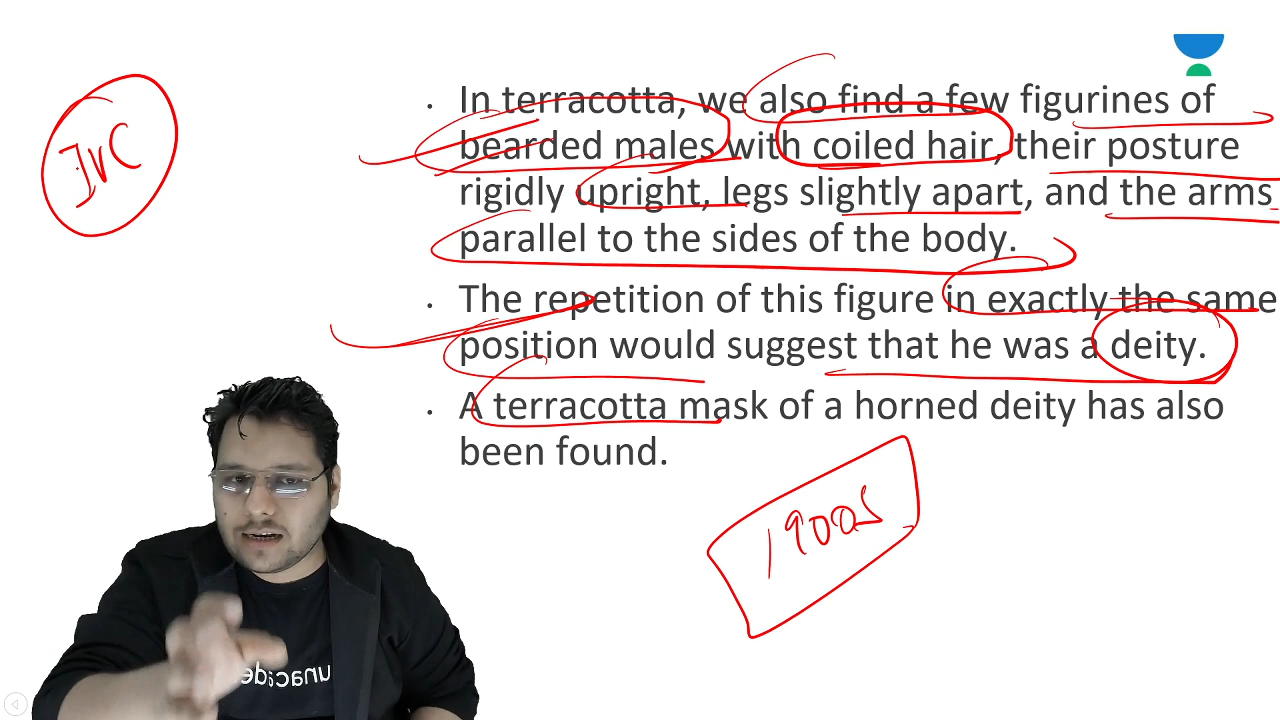 IVC
• In terracotta, we also find a few figurines of
bearded males with coiled hair, their posture
rigidly upright, legs slightly apart, and the arms
parallel to the sides of the body.
• The repetition of this figure in exactly the same
position would suggest that he was a deity.
• A terracotta mask of a horned deity has also
been found.
1900s
unacade